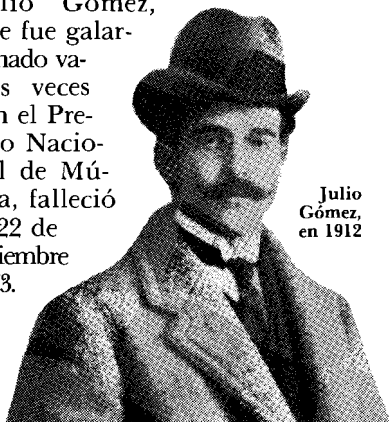 ulio Gómez,
e fue galar-
nado va-
s veces
n el Pre-
o Nacio-
l de Mú-
a, falleció
22 de
iembre
3.
Julio
Gómez,
en 1912